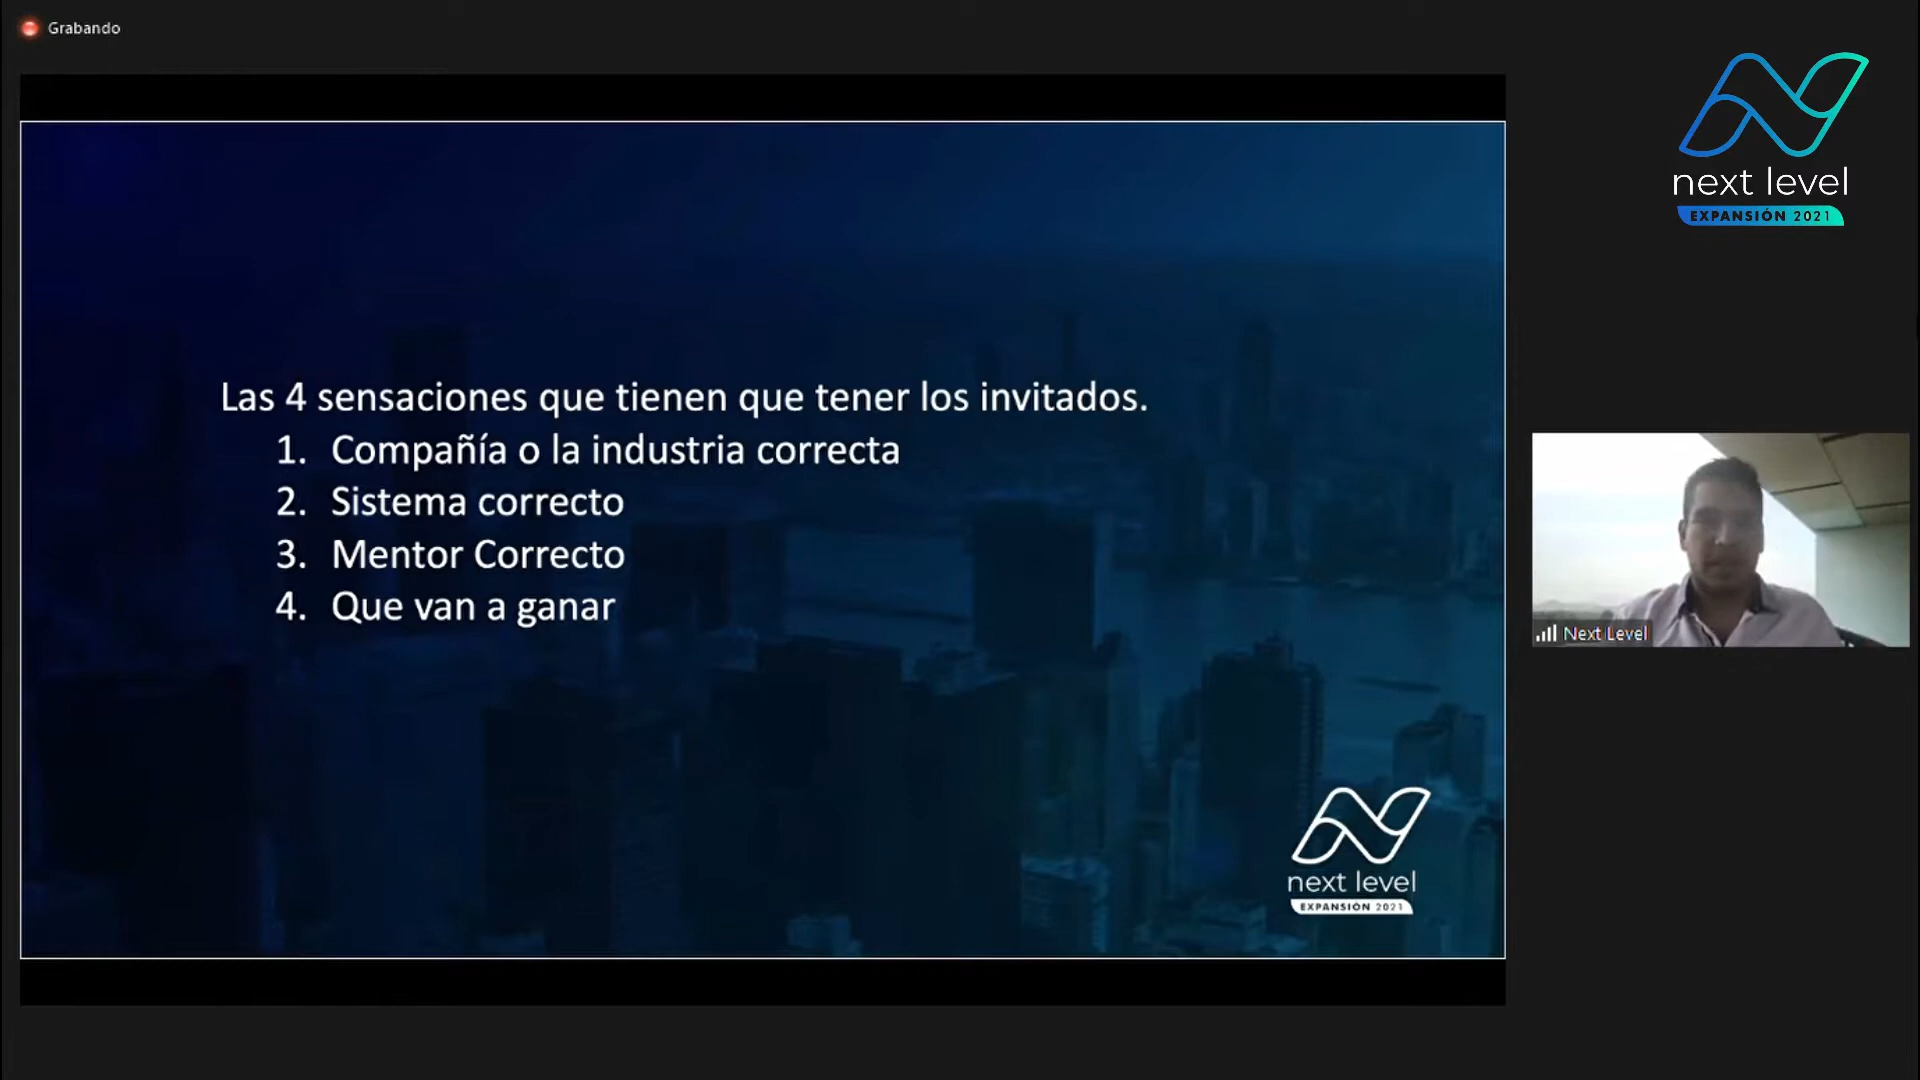 Grabando
next level
EXPANSIÓN 2021
Las 4 sensaciones que tienen que tener los invitados.
1. Compañía o la industria correcta
2. Sistema correcto
3. Mentor Correcto
4. Que van a ganar
Next Level
next level
EXPANSIÓN 2021